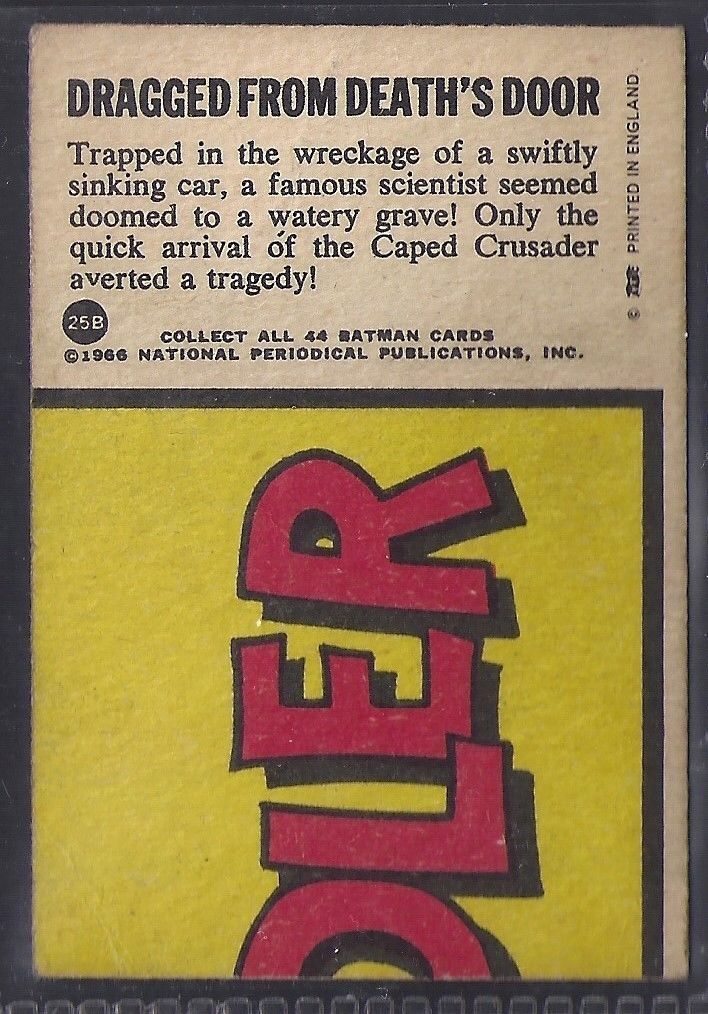 DRAGGED FROM DEATH'S DOOR
Trapped in the wreckage of a swiftly
sinking car, a famous scientist seemed
doomed to a watery grave! Only the
quick arrival of the Caped Crusader
averted a tragedy!
25B
COLLECT ALL 44 BATMAN CARDS
©1966 NATIONAL PERIODICAL PUBLICATIONS, INC.
© PRINTED IN ENGLAND.
LER